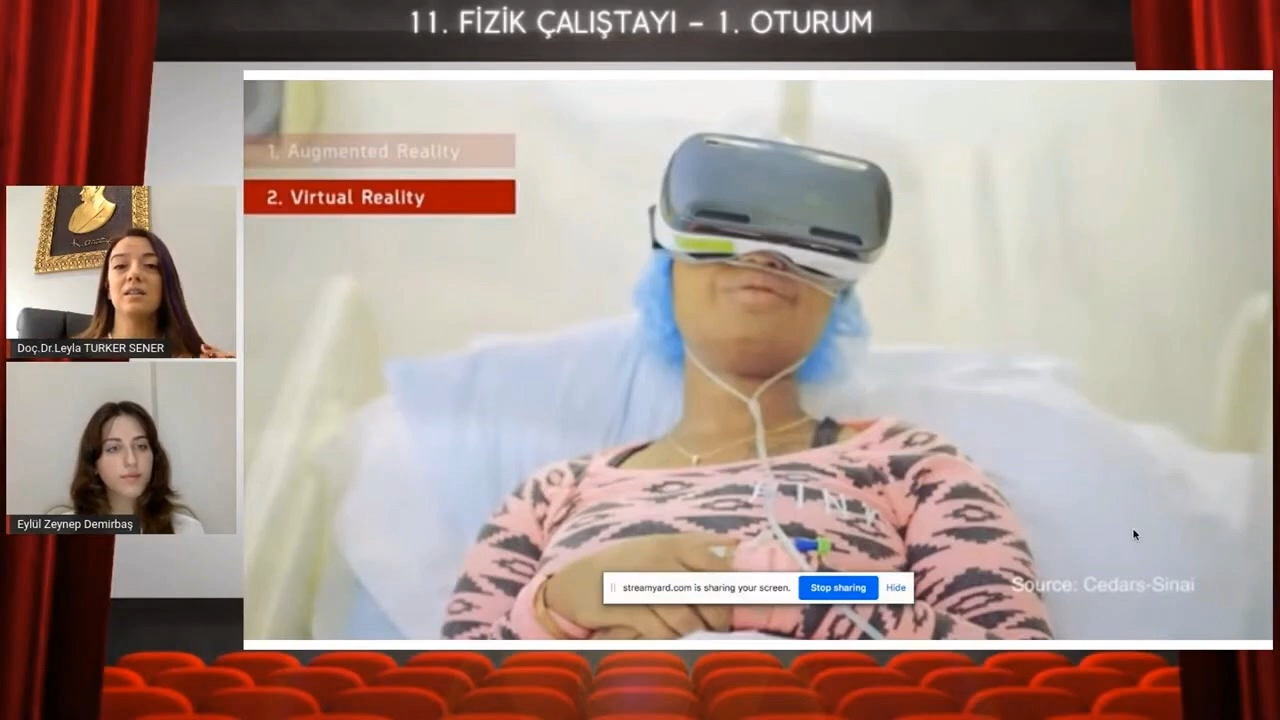 11. FİZİK ÇALIŞTAYI – 1. OTURUM
1. Augmented Reality
2. Virtual Reality
Doç.Dr.Leyla TURKER SENER
Eylül Zeynep Demirbaş
streamyard.com is sharing your screen.
Stop sharing
Hide
Source: Cedars-Sinai